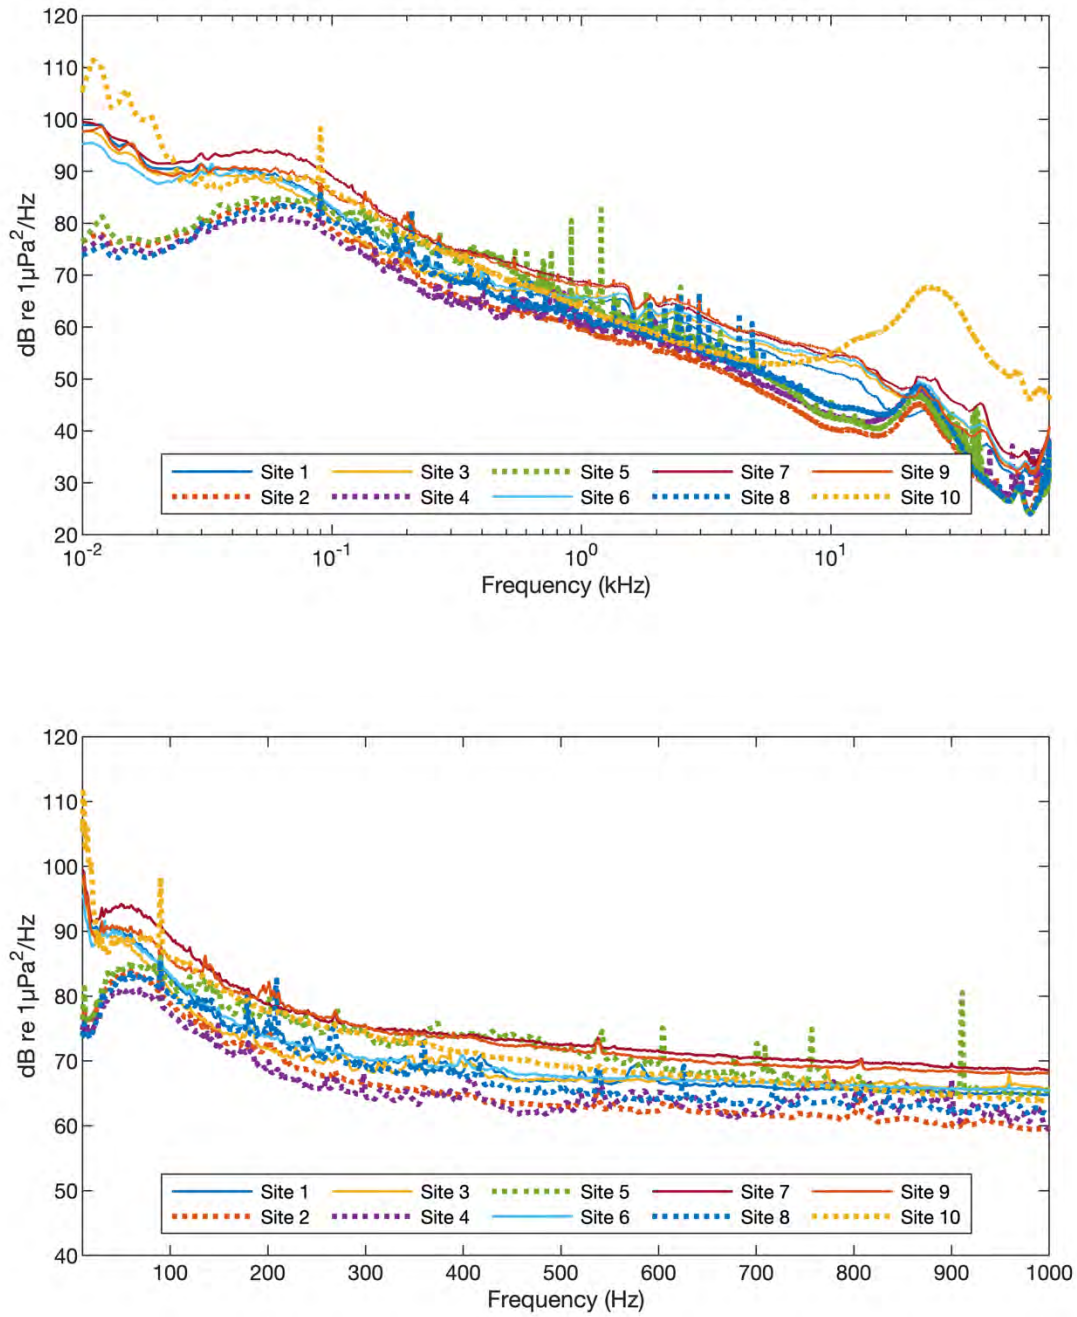 120
110
100
90
80
70
60
50
40
30
20
dB re 1µPa²/Hz
Site 1 Site 3 Site 5 Site 7 Site 9
Site 2 Site 4 Site 6 Site 8 Site 10
10⁻² 10⁻¹ 10⁰ 10¹
Frequency (kHz)
120
110
100
90
80
70
60
50
40
dB re 1µPa²/Hz
Site 1 Site 3 Site 5 Site 7 Site 9
Site 2 Site 4 Site 6 Site 8 Site 10
100 200 300 400 500 600 700 800 900 1000
Frequency (Hz)